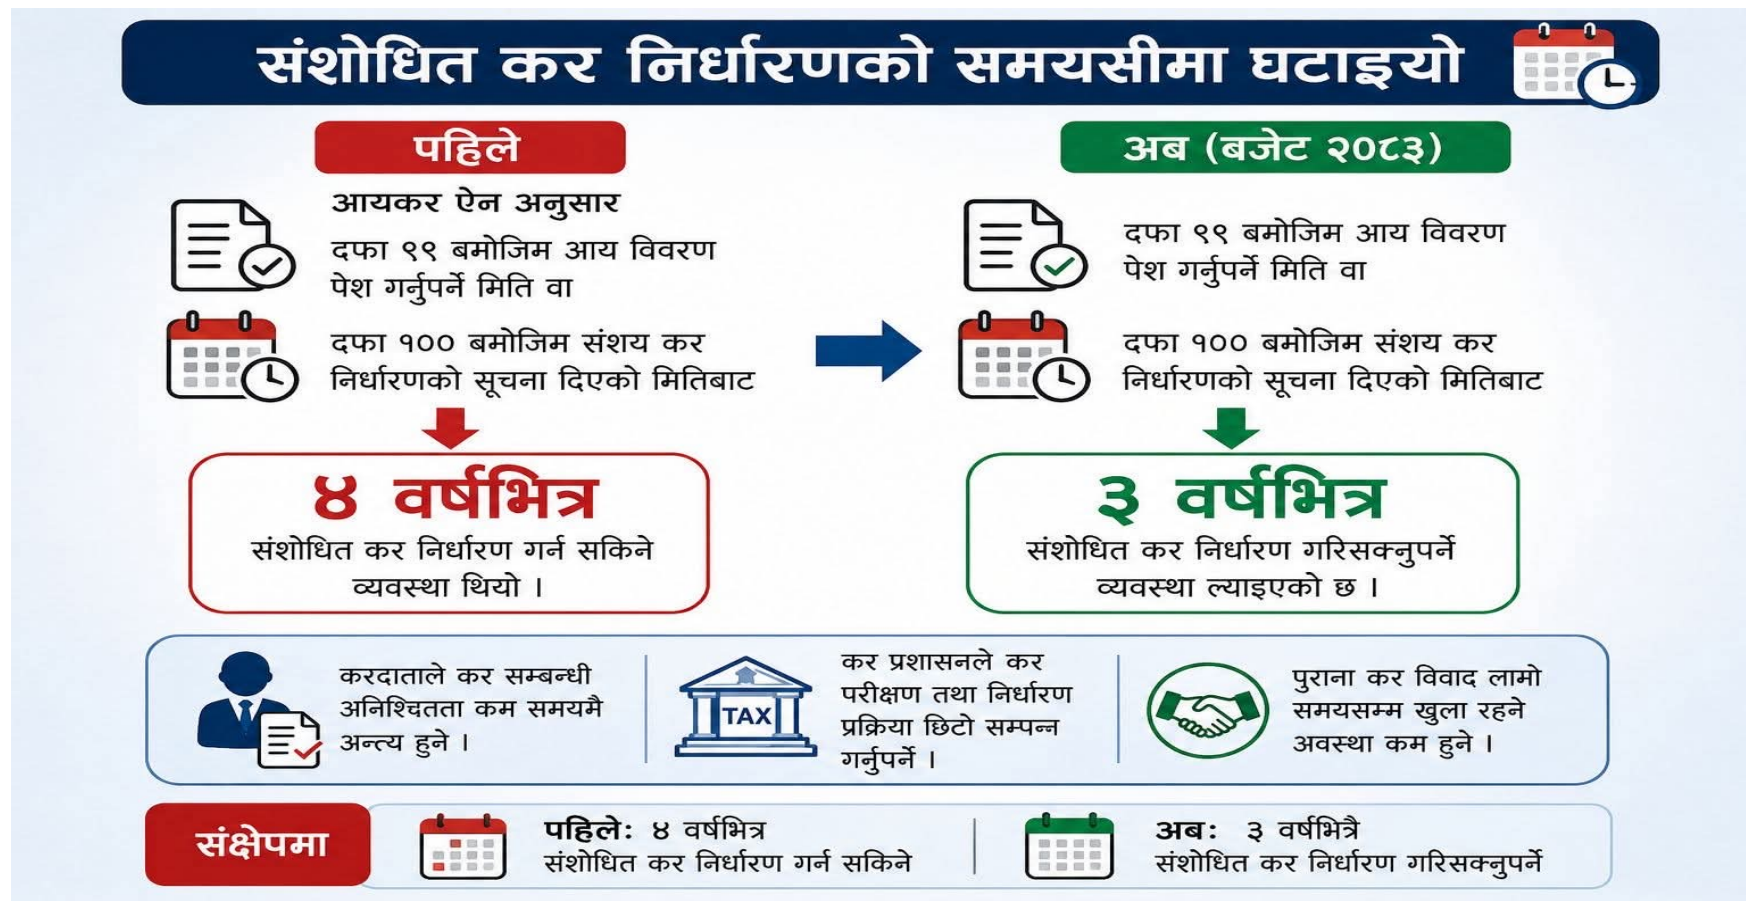 संशोधित कर निर्धारणको समयसीमा घटाइयो
पहिले
आयकर ऐन अनुसार
दफा ९९ बमोजिम आय विवरण
पेश गर्नुपर्ने मिति वा
दफा १०० बमोजिम संशय कर
निर्धारणको सूचना दिएको मितिबाट
४ वर्षभित्र
संशोधित कर निर्धारण गर्न सकिने
व्यवस्था थियो ।
अब (बजेट २०८३)
दफा ९९ बमोजिम आय विवरण
पेश गर्नुपर्ने मिति वा
दफा १०० बमोजिम संशय कर
निर्धारणको सूचना दिएको मितिबाट
३ वर्षभित्र
संशोधित कर निर्धारण गरिसक्नुपर्ने
व्यवस्था ल्याइएको छ ।
करदाताले कर सम्बन्धी
अनिश्चितता कम समयमै
अन्त्य हुने ।
TAX
कर प्रशासनले कर
परीक्षण तथा निर्धारण
प्रक्रिया छिटो सम्पन्न
गर्नुपर्ने ।
पुराना कर विवाद लामो
समयसम्म खुला रहने
अवस्था कम हुने ।
संक्षेपमा
पहिले: ४ वर्षभित्र
संशोधित कर निर्धारण गर्न सकिने
अब: ३ वर्षभित्रै
संशोधित कर निर्धारण गरिसक्नुपर्ने